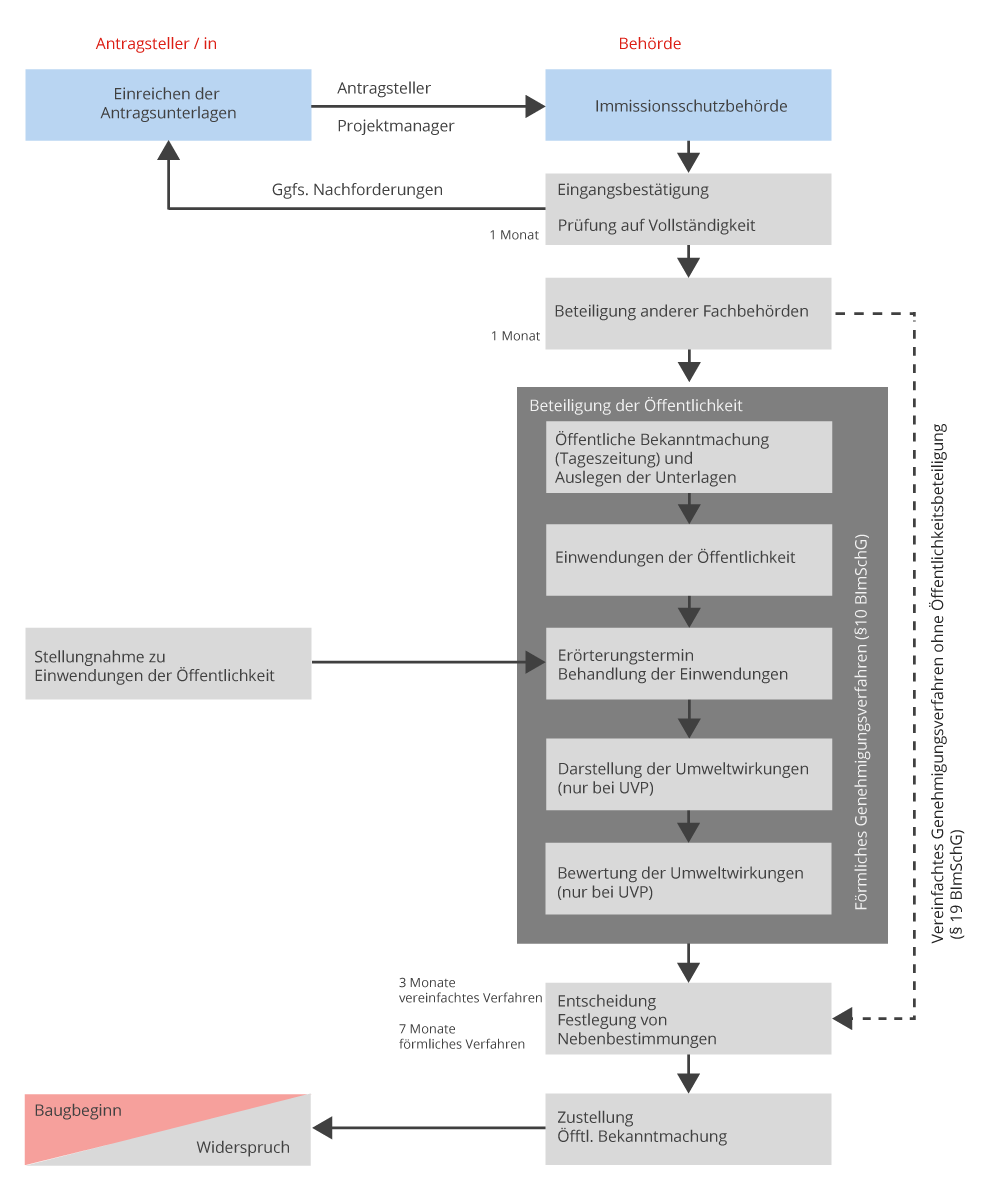 Antragsteller / in
Behörde
Einreichen der
Antragsunterlagen
Antragsteller
Projektmanager
Immissionsschutzbehörde
Ggfs. Nachforderungen
Eingangsbestätigung
Prüfung auf Vollständigkeit
1 Monat
Beteiligung anderer Fachbehörden
1 Monat
Beteiligung der Öffentlichkeit
Öffentliche Bekanntmachung
(Tageszeitung) und
Auslegen der Unterlagen
Einwendungen der Öffentlichkeit
Stellungnahme zu
Einwendungen der Öffentlichkeit
Erörterungstermin
Behandlung der Einwendungen
Darstellung der Umweltwirkungen
(nur bei UVP)
Bewertung der Umweltwirkungen
(nur bei UVP)
Förmliches Genehmigungsverfahren (§10 BImSchG)
Vereinfachtes Genehmigungsverfahren ohne Öffentlichkeitsbeteiligung
(§ 19 BImSchG)
3 Monate
vereinfachtes Verfahren
7 Monate
förmliches Verfahren
Entscheidung
Festlegung von
Nebenbestimmungen
Baugbeginn
Widerspruch
Zustellung
Öfftl. Bekanntmachung